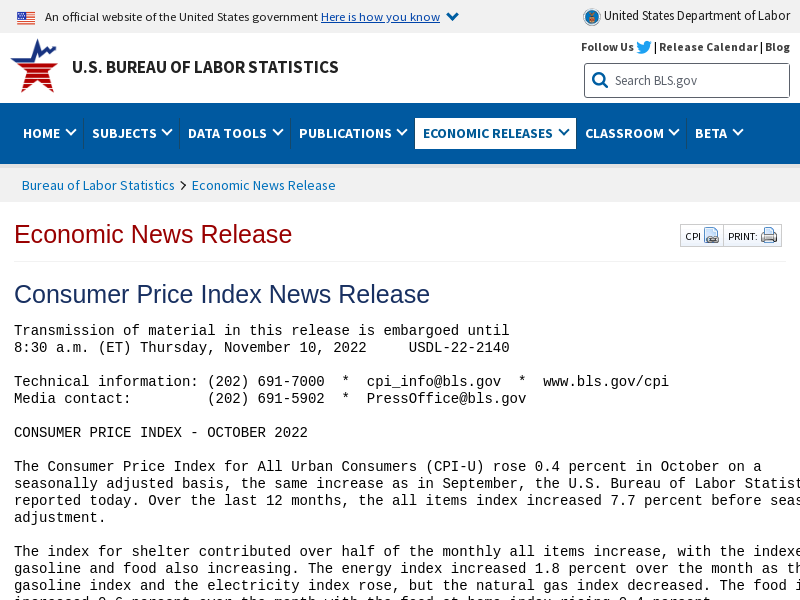 An official website of the United States government Here is how you know
United States Department of Labor
Follow Us | Release Calendar | Blog
U.S. BUREAU OF LABOR STATISTICS
Search BLS.gov
HOME SUBJECTS DATA TOOLS PUBLICATIONS ECONOMIC RELEASES CLASSROOM BETA
Bureau of Labor Statistics > Economic News Release
Economic News Release
CPI PRINT:
Consumer Price Index News Release
Transmission of material in this release is embargoed until
8:30 a.m. (ET) Thursday, November 10, 2022     USDL-22-2140
Technical information: (202) 691-7000  *  cpi_info@bls.gov  *  www.bls.gov/cpi
Media contact:         (202) 691-5902  *  PressOffice@bls.gov
CONSUMER PRICE INDEX - OCTOBER 2022
The Consumer Price Index for All Urban Consumers (CPI-U) rose 0.4 percent in October on a
seasonally adjusted basis, the same increase as in September, the U.S. Bureau of Labor Statist
reported today. Over the last 12 months, the all items index increased 7.7 percent before seas
adjustment.
The index for shelter contributed over half of the monthly all items increase, with the indexe
gasoline and food also increasing. The energy index increased 1.8 percent over the month as th
gasoline index and the electricity index rose, but the natural gas index decreased. The food i